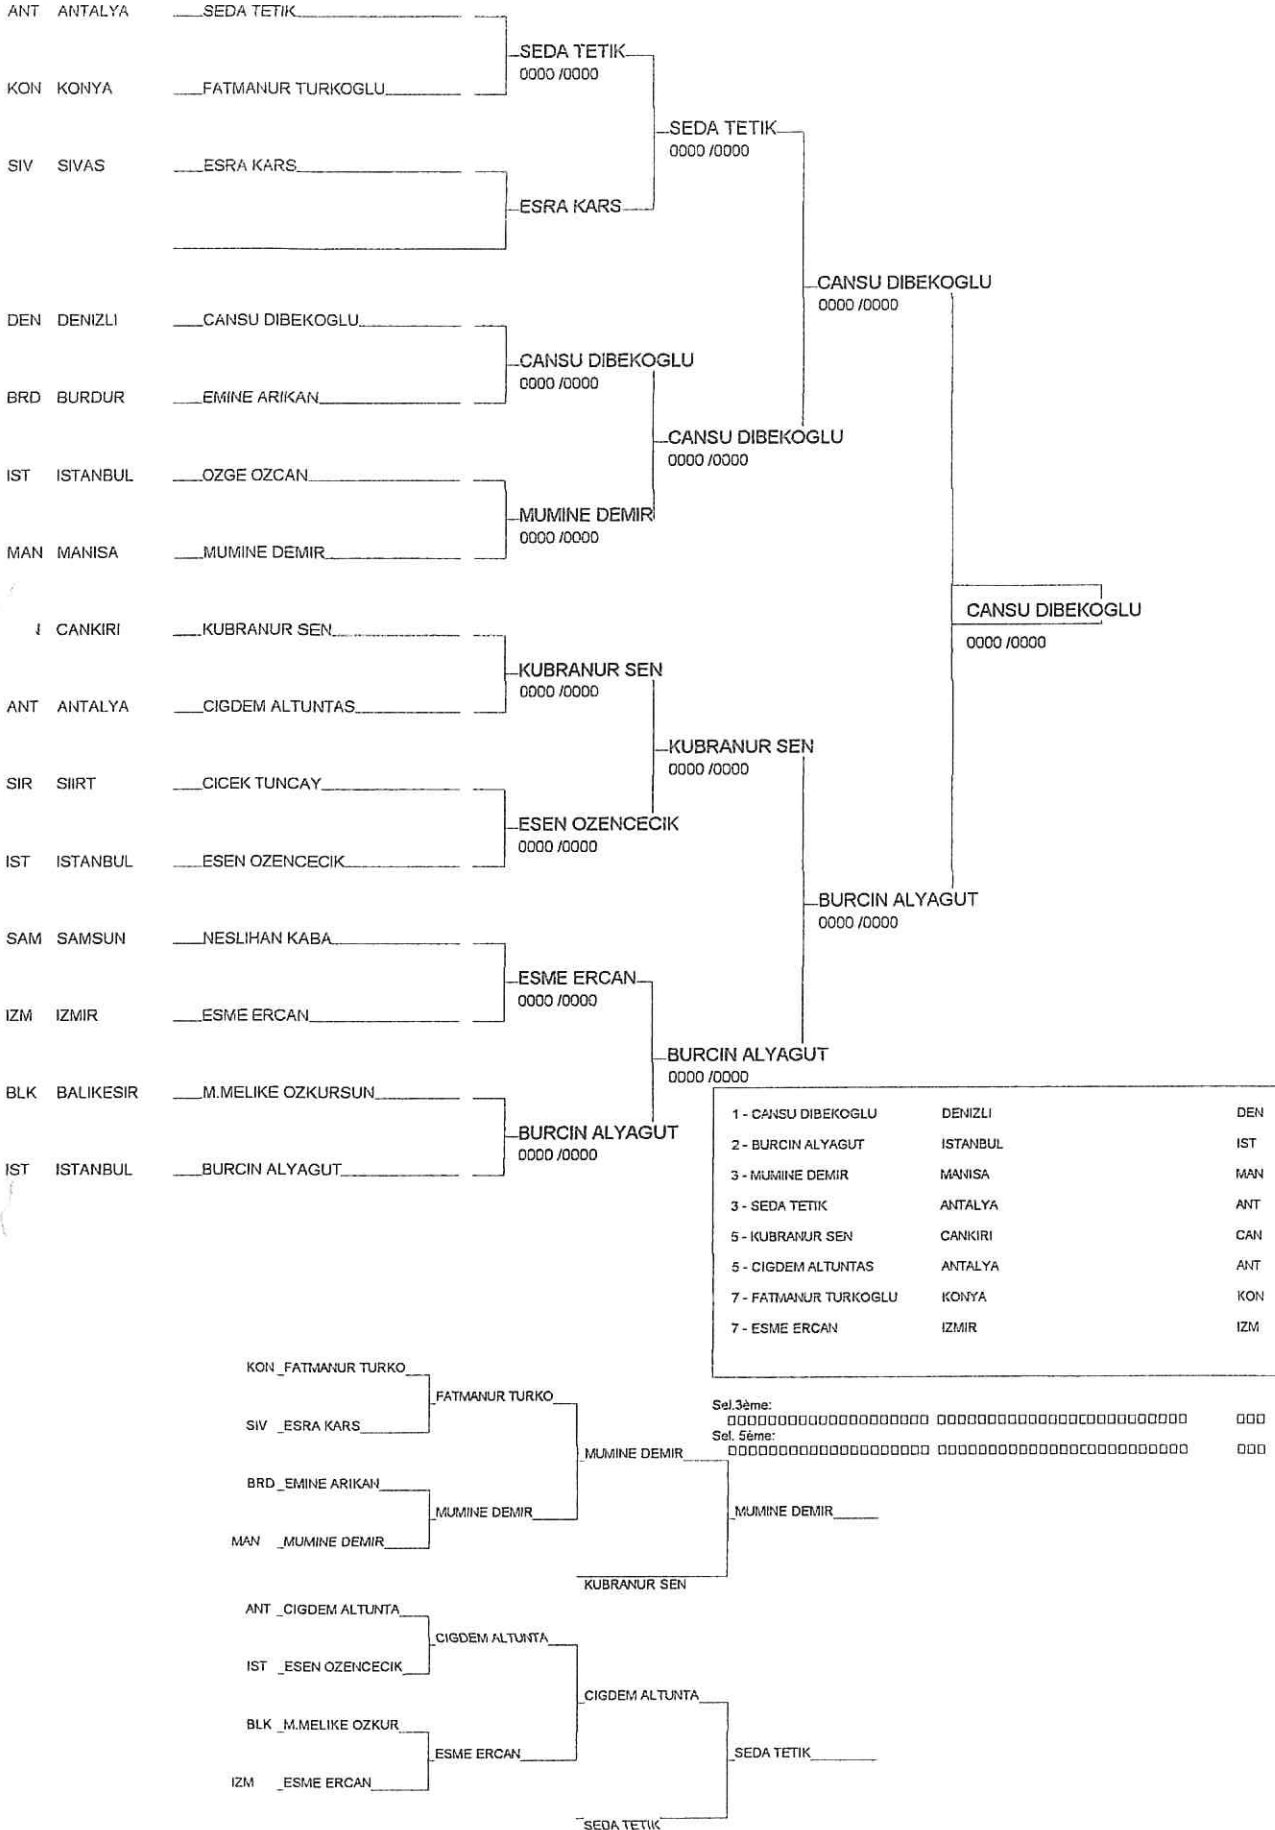 ANT ANTALYA SEDA TETIK
SEDA TETIK
0000 /0000
KON KONYA FATMANUR TURKOGLU
SEDA TETIK
0000 /0000
SIV SIVAS ESRA KARS
ESRA KARS
CANSU DIBEKOGLU
0000 /0000
DEN DENIZLI CANSU DIBEKOGLU
CANSU DIBEKOGLU
0000 /0000
BRD BURDUR EMINE ARIKAN
CANSU DIBEKOGLU
0000 /0000
IST ISTANBUL OZGE OZCAN
MUMINE DEMIR
0000 /0000
MAN MANISA MUMINE DEMIR
CANSU DIBEKOGLU
0000 /0000
CANKIRI KUBRANUR SEN
KUBRANUR SEN
0000 /0000
ANT ANTALYA CIGDEM ALTUNTAS
KUBRANUR SEN
0000 /0000
SIR SIIRT CICEK TUNCAY
ESEN OZENCECIK
0000 /0000
IST ISTANBUL ESEN OZENCECIK
BURCIN ALYAGUT
0000 /0000
SAM SAMSUN NESLIHAN KABA
ESME ERCAN
0000 /0000
IZM IZMIR ESME ERCAN
BURCIN ALYAGUT
0000 /0000
BLK BALIKESIR M.MELIKE OZKURSUN
BURCIN ALYAGUT
0000 /0000
IST ISTANBUL BURCIN ALYAGUT
1 - CANSU DIBEKOGLU DENIZLI DEN
2 - BURCIN ALYAGUT ISTANBUL IST
3 - MUMINE DEMIR MANISA MAN
3 - SEDA TETIK ANTALYA ANT
5 - KUBRANUR SEN CANKIRI CAN
5 - CIGDEM ALTUNTAS ANTALYA ANT
7 - FATMANUR TURKOGLU KONYA KON
7 - ESME ERCAN IZMIR IZM
Sel.3ème:
Sel. 5ème:
KON FATMANUR TURKO
FATMANUR TURKO
SIV ESRA KARS
MUMINE DEMIR
BRD EMINE ARIKAN
MUMINE DEMIR
MUMINE DEMIR
MAN MUMINE DEMIR
KUBRANUR SEN
ANT CIGDEM ALTUNTA
CIGDEM ALTUNTA
IST ESEN OZENCECIK
CIGDEM ALTUNTA
BLK M.MELIKE OZKUR
ESME ERCAN
SEDA TETIK
IZM ESME ERCAN
SEDA TETIK